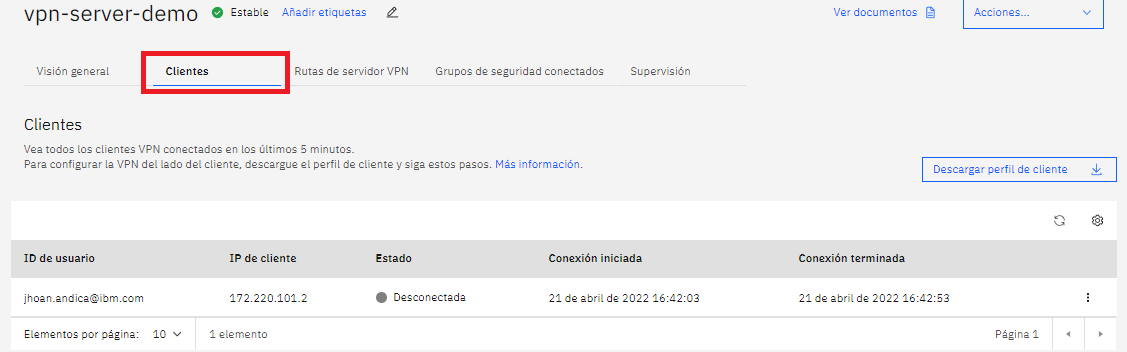 vpn-server-demo Estable Añadir etiquetas Ver documentos Acciones...
Visión general Clientes Rutas de servidor VPN Grupos de seguridad conectados Supervisión
Clientes
Vea todos los clientes VPN conectados en los últimos 5 minutos.
Para configurar la VPN del lado del cliente, descargue el perfil de cliente y siga estos pasos. Más información.
Descargar perfil de cliente
ID de usuario IP de cliente Estado Conexión iniciada Conexión terminada
jhoan.andica@ibm.com 172.220.101.2 Desconectada 21 de abril de 2022 16:42:03 21 de abril de 2022 16:42:53
Elementos por página: 10 1 elemento Página 1